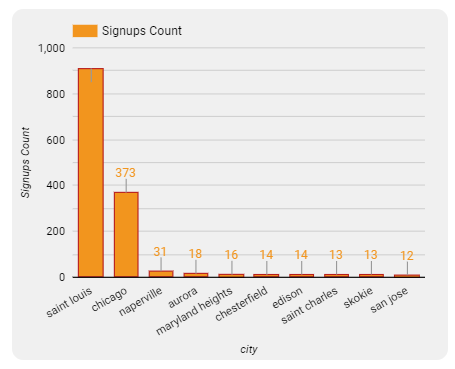 Signups Count
1,000
800
600
400
200
0
Signups Count
373
31
18
16
14
14
13
13
12
saint louis
chicago
naperville
aurora
maryland heights
chesterfield
edison
saint charles
skokie
san jose
city